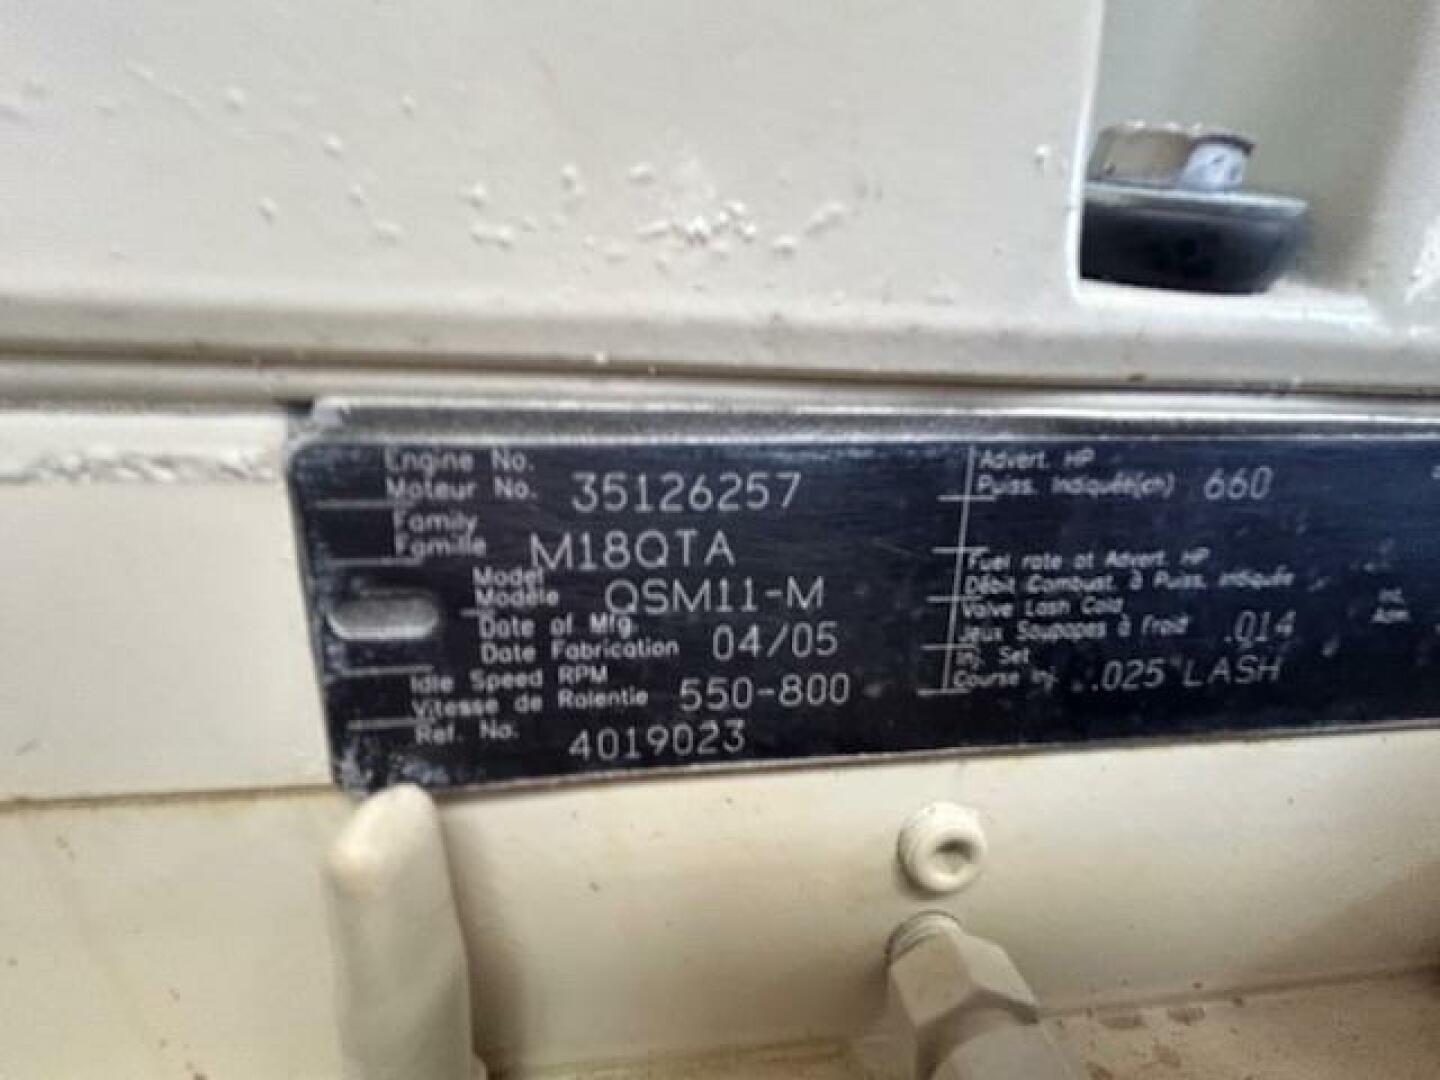 Engine No.
Moteur No. 35126257
Family
Famille M18QTA
Model
Modèle QSM11-M
Date of Mfg.
Date Fabrication 04/05
Idle Speed RPM
Vitesse de Ralentie 550-800
Ref. No. 4019023
Advert. HP
Puiss. Indiquée(ch) 660
Fuel rate at Advert. HP
Débit Combust. à Puiss. indiquée
Valve Lash Cold
Jeux Soupapes à Froid .014
Inj. Set
Course Inj. .025 LASH